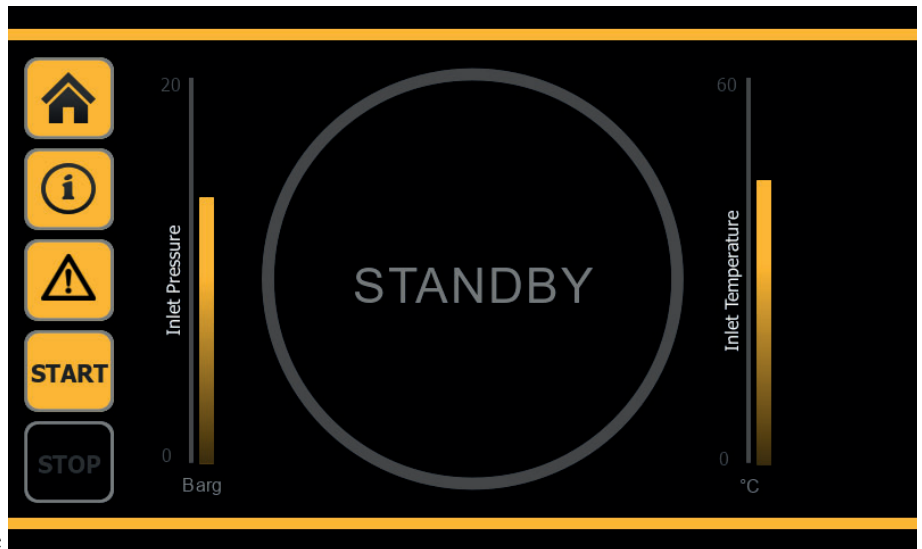 20
60
Inlet Pressure
STANDBY
Inlet Temperature
START
STOP
0
0
Barg
°C